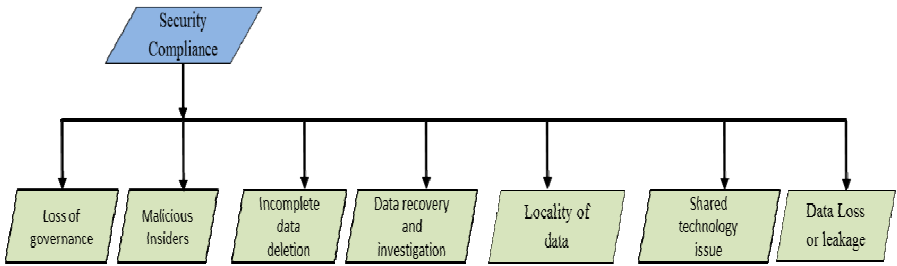 Security
Compliance
Loss of
governance
Malicious
Insiders
Incomplete
data
deletion
Data recovery
and
investigation
Locality of
data
Shared
technology
issue
Data Loss
or leakage